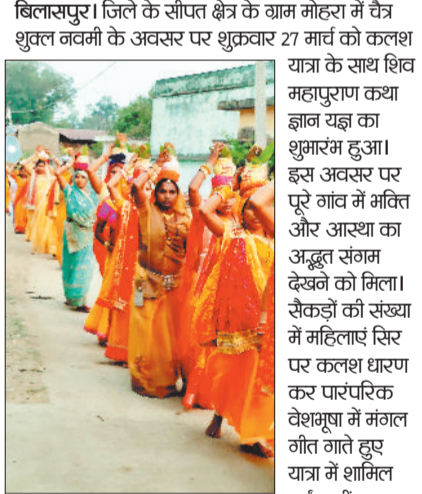 बिलासपुर। जिले के सीपत क्षेत्र के ग्राम मोहरा में चैत्र
शुक्ल नवमी के अवसर पर शुक्रवार 27 मार्च को कलश
यात्रा के साथ शिव
महापुराण कथा
ज्ञान यज्ञ का
शुभारंभ हुआ।
इस अवसर पर
पूरे गांव में भक्ति
और आस्था का
अद्भुत संगम
देखने को मिला।
सैकड़ों की संख्या
में महिलाएं सिर
पर कलश धारण
कर पारंपरिक
वेशभूषा में मंगल
गीत गाते हुए
यात्रा में शामिल